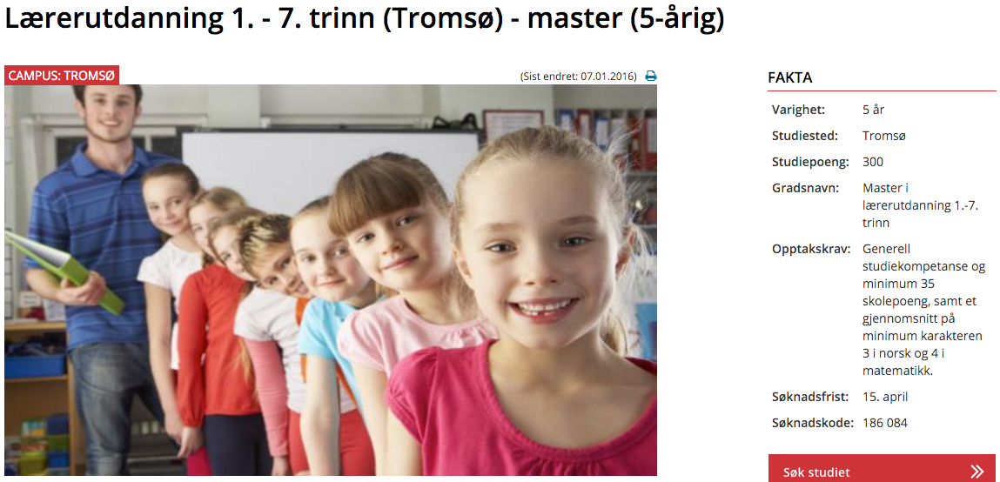 Lærerutdanning 1. - 7. trinn (Tromsø) - master (5-årig)
CAMPUS: TROMSØ
(Sist endret: 07.01.2016)
FAKTA
Varighet: 5 år
Studiested: Tromsø
Studiepoeng: 300
Gradsnavn: Master i
lærerutdanning 1.-7.
trinn
Opptakskrav: Generell
studiekompetanse og
minimum 35
skolepoeng, samt et
gjennomsnitt på
minimum karakteren
3 i norsk og 4 i
matematikk.
Søknadsfrist: 15. april
Søknadskode: 186 084
Søk studiet